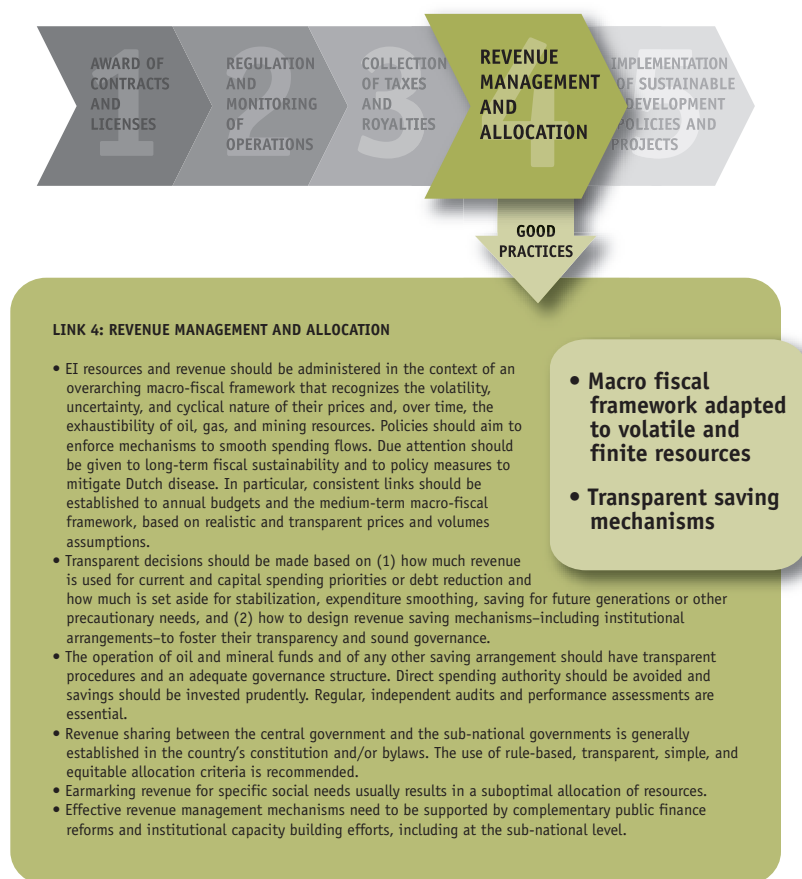 1
AWARD OF
CONTRACTS
AND
LICENSES
2
REGULATION
AND
MONITORING
OF
OPERATIONS
3
COLLECTION
OF TAXES
AND
ROYALTIES
4
REVENUE
MANAGEMENT
AND
ALLOCATION
5
IMPLEMENTATION
OF SUSTAINABLE
DEVELOPMENT
POLICIES AND
PROJECTS
GOOD
PRACTICES
LINK 4: REVENUE MANAGEMENT AND ALLOCATION
• EI resources and revenue should be administered in the context of an
overarching macro-fiscal framework that recognizes the volatility,
uncertainty, and cyclical nature of their prices and, over time, the
exhaustibility of oil, gas, and mining resources. Policies should aim to
enforce mechanisms to smooth spending flows. Due attention should
be given to long-term fiscal sustainability and to policy measures to
mitigate Dutch disease. In particular, consistent links should be
established to annual budgets and the medium-term macro-fiscal
framework, based on realistic and transparent prices and volumes
assumptions.
• Transparent decisions should be made based on (1) how much revenue
is used for current and capital spending priorities or debt reduction and
how much is set aside for stabilization, expenditure smoothing, saving for future generations or other
precautionary needs, and (2) how to design revenue saving mechanisms–including institutional
arrangements–to foster their transparency and sound governance.
• The operation of oil and mineral funds and of any other saving arrangement should have transparent
procedures and an adequate governance structure. Direct spending authority should be avoided and
savings should be invested prudently. Regular, independent audits and performance assessments are
essential.
• Revenue sharing between the central government and the sub-national governments is generally
established in the country's constitution and/or bylaws. The use of rule-based, transparent, simple, and
equitable allocation criteria is recommended.
• Earmarking revenue for specific social needs usually results in a suboptimal allocation of resources.
• Effective revenue management mechanisms need to be supported by complementary public finance
reforms and institutional capacity building efforts, including at the sub-national level.
• Macro fiscal
framework adapted
to volatile and
finite resources
• Transparent saving
mechanisms